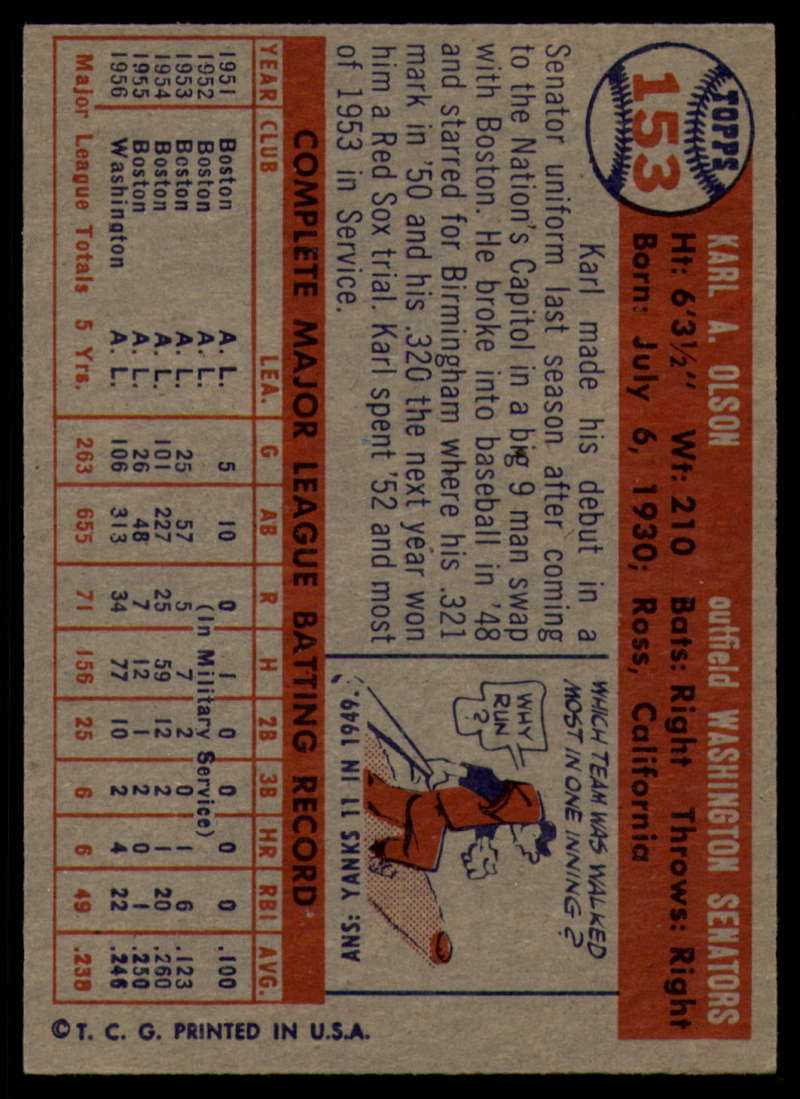 TOPPS
153
KARL A. OLSON outfield WASHINGTON SENATORS
Ht: 6'3½" Wt: 210 Bats: Right Throws: Right
Born: July 6, 1930; Ross, California
Karl made his debut in a
Senator uniform last season after coming
to the Nation's Capitol in a big 9 man swap
with Boston. He broke into baseball in '48
and starred for Birmingham where his .321
mark in '50 and his .320 the next year won
him a Red Sox trial. Karl spent '52 and most
of 1953 in Service.
WHICH TEAM WAS WALKED
MOST IN ONE INNING?
WHY
RUN
?
ANS: YANKS 11 IN 1949.
COMPLETE MAJOR LEAGUE BATTING RECORD
YEAR CLUB LEA. G AB R H 2B 3B HR RBI AVG.
1951 Boston A. L. 5 10 0 1 0 0 0 0 .100
1952 Boston A. L. (In Military Service)
1953 Boston A. L. 25 57 5 7 2 0 1 6 .123
1954 Boston A. L. 101 227 25 59 12 2 1 20 .260
1955 Boston A. L. 26 48 7 12 1 2 0 1 .250
1956 Washington A. L. 106 313 34 77 10 2 4 22 .246
Major League Totals 5 Yrs. 263 655 71 156 25 6 6 49 .238
© T. C. G. PRINTED IN U.S.A.